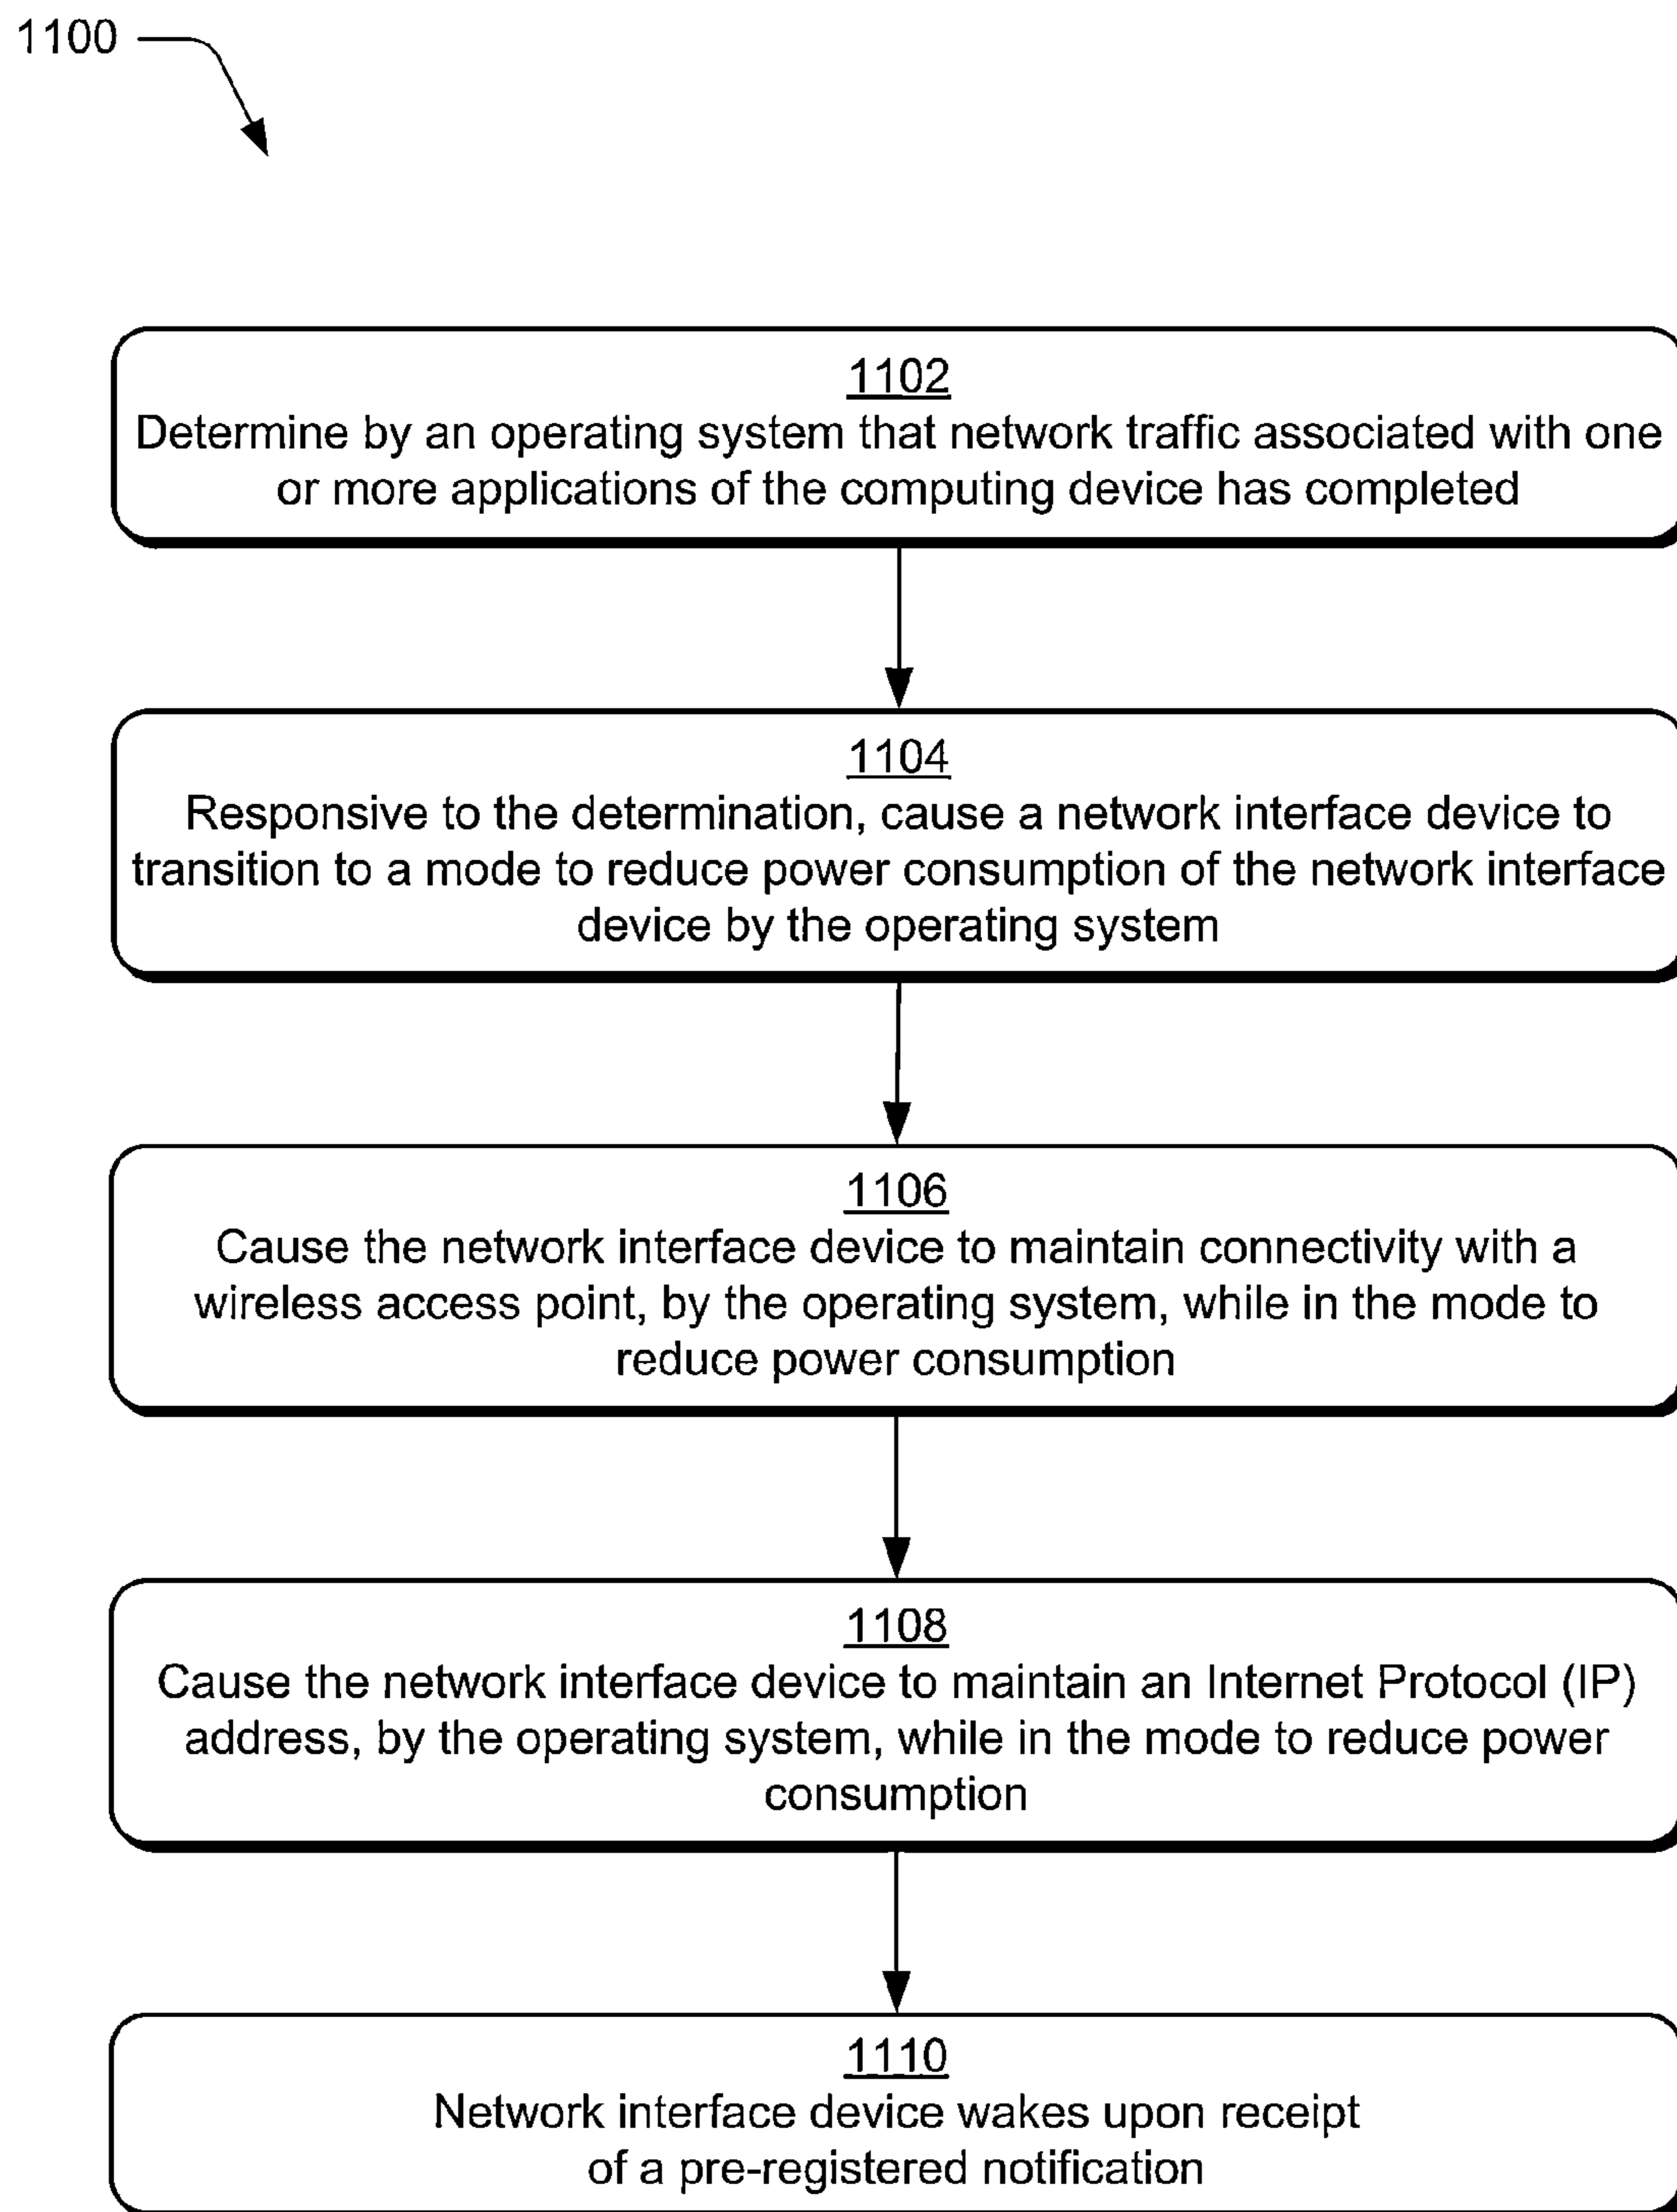 1100
1102
Determine by an operating system that network traffic associated with one
or more applications of the computing device has completed
1104
Responsive to the determination, cause a network interface device to
transition to a mode to reduce power consumption of the network interface
device by the operating system
1106
Cause the network interface device to maintain connectivity with a
wireless access point, by the operating system, while in the mode to
reduce power consumption
1108
Cause the network interface device to maintain an Internet Protocol (IP)
address, by the operating system, while in the mode to reduce power
consumption
1110
Network interface device wakes upon receipt
of a pre-registered notification